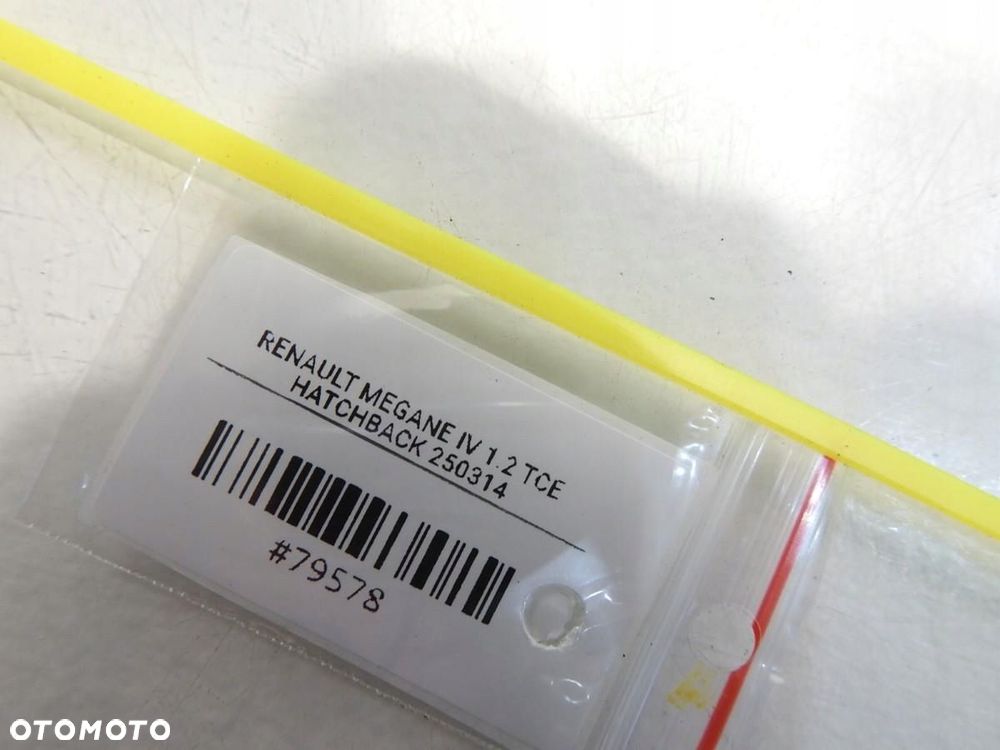 RENAULT MEGANE IV 1.2 TCE
HATCHBACK 250314
#79578
OTOMOTO